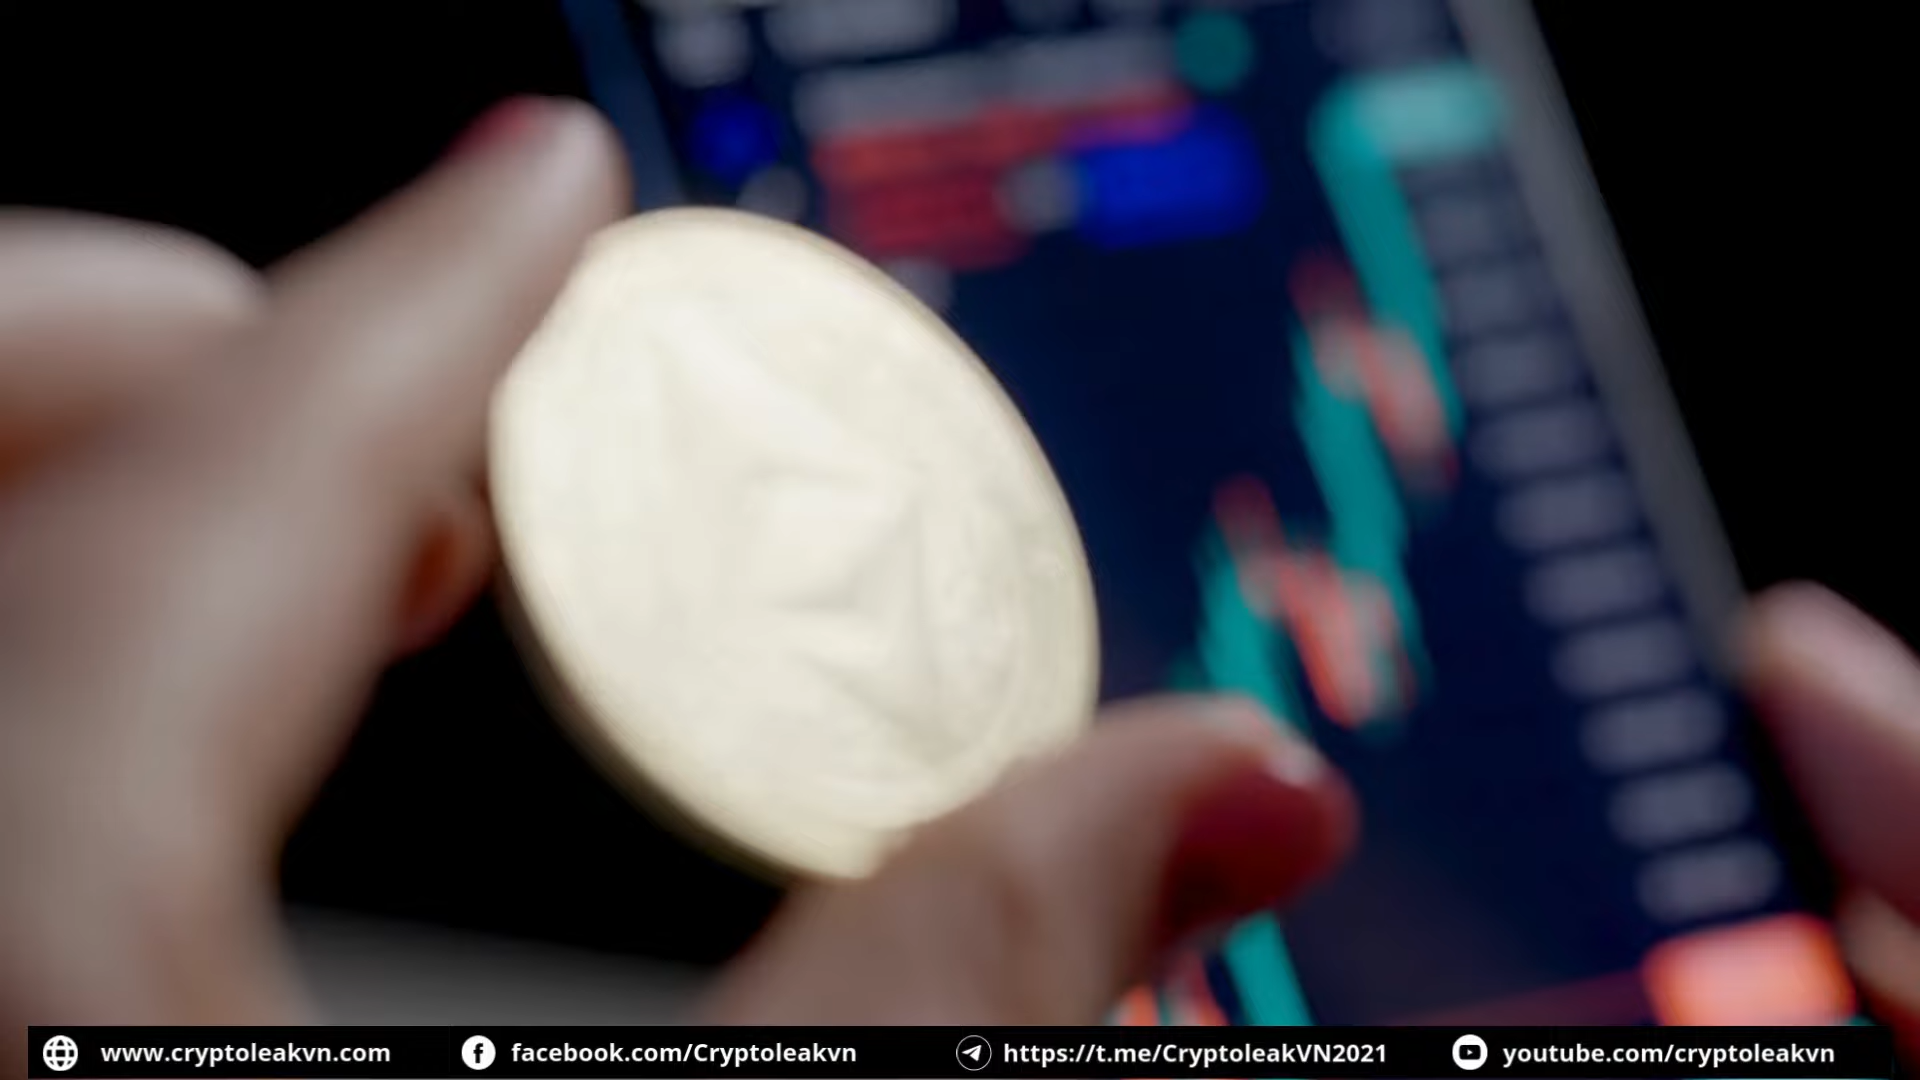 www.cryptoleakvn.com
facebook.com/Cryptoleakvn
https://t.me/CryptoleakVN2021
youtube.com/cryptoleakvn